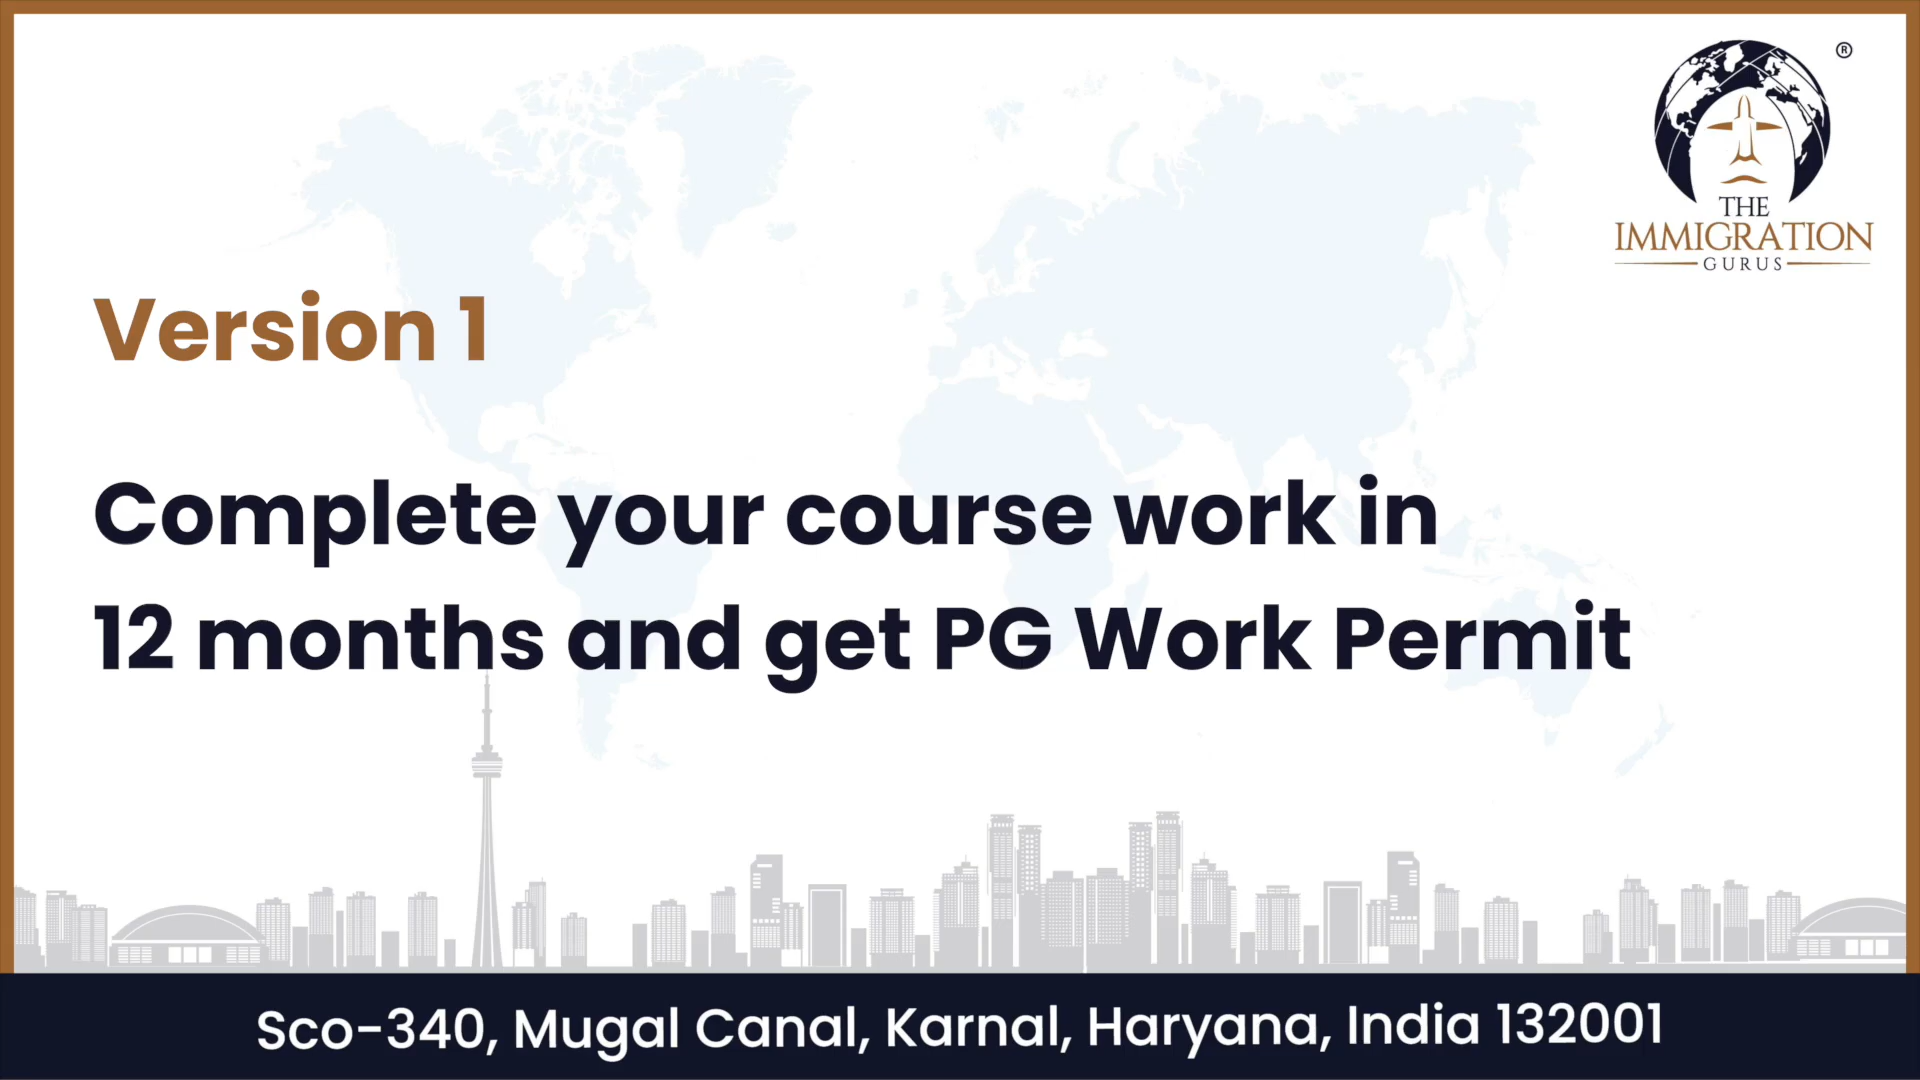 ®
THE
IMMIGRATION
GURUS
Version 1
Complete your course work in
12 months and get PG Work Permit
Sco-340, Mugal Canal, Karnal, Haryana, India 132001